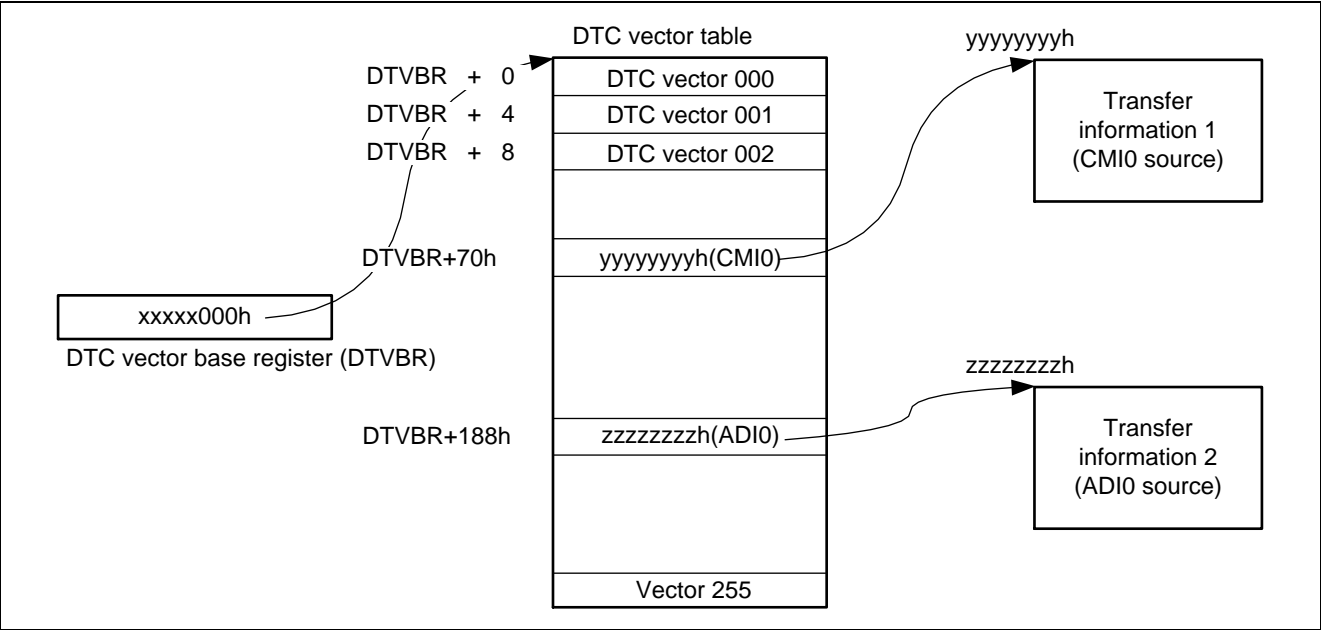 DTC vector table
yyyyyyyyh
DTVBR + 0
DTC vector 000
DTVBR + 4
DTC vector 001
DTVBR + 8
DTC vector 002
Transfer
information 1
(CMI0 source)
DTVBR+70h
yyyyyyyyh(CMI0)
xxxxx000h
DTC vector base register (DTVBR)
zzzzzzzzh
DTVBR+188h
zzzzzzzzh(ADI0)
Transfer
information 2
(ADI0 source)
Vector 255